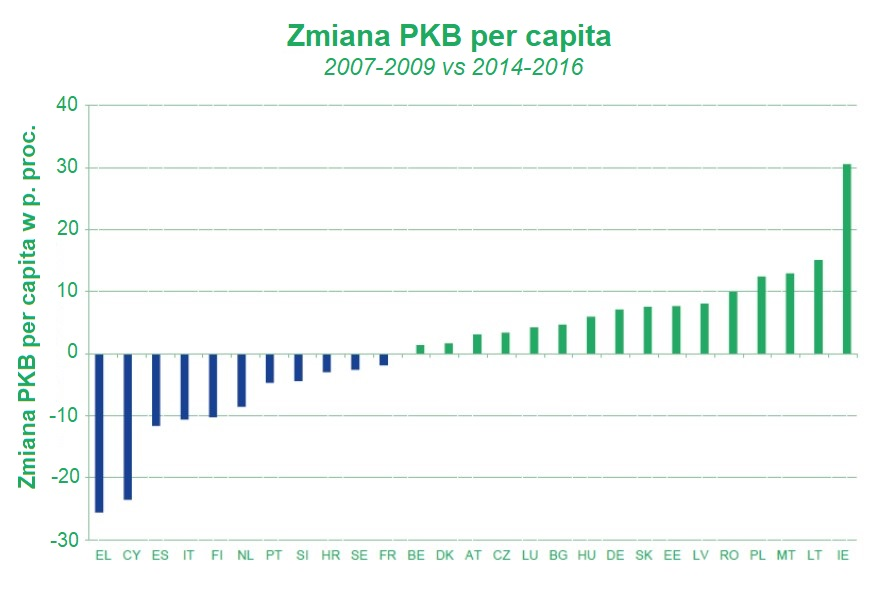 Zmiana PKB per capita
2007-2009 vs 2014-2016
Zmiana PKB per capita w p. proc.
40
30
20
10
0
-10
-20
-30
EL CY ES IT FI NL PT SI HR SE FR BE DK AT CZ LU BG HU DE SK EE LV RO PL MT LT IE